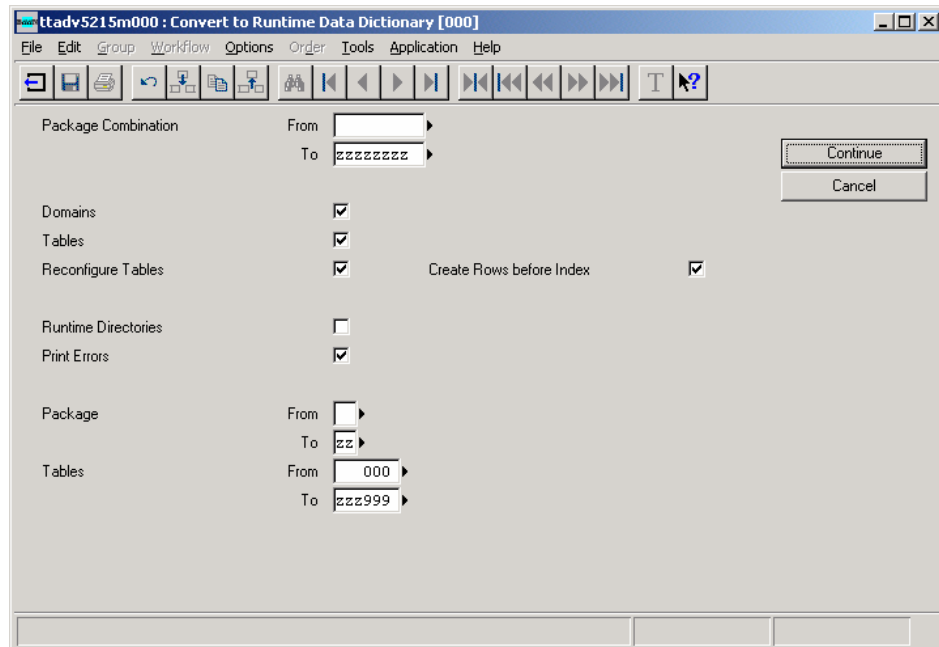 ttadv5215m000 : Convert to Runtime Data Dictionary [000]
File Edit Group Workflow Options Order Tools Application Help
T ?
Package Combination From
To zzzzzzzz
Continue
Cancel
Domains
Tables
Reconfigure Tables Create Rows before Index
Runtime Directories
Print Errors
Package From
To zz
Tables From 000
To zzz999